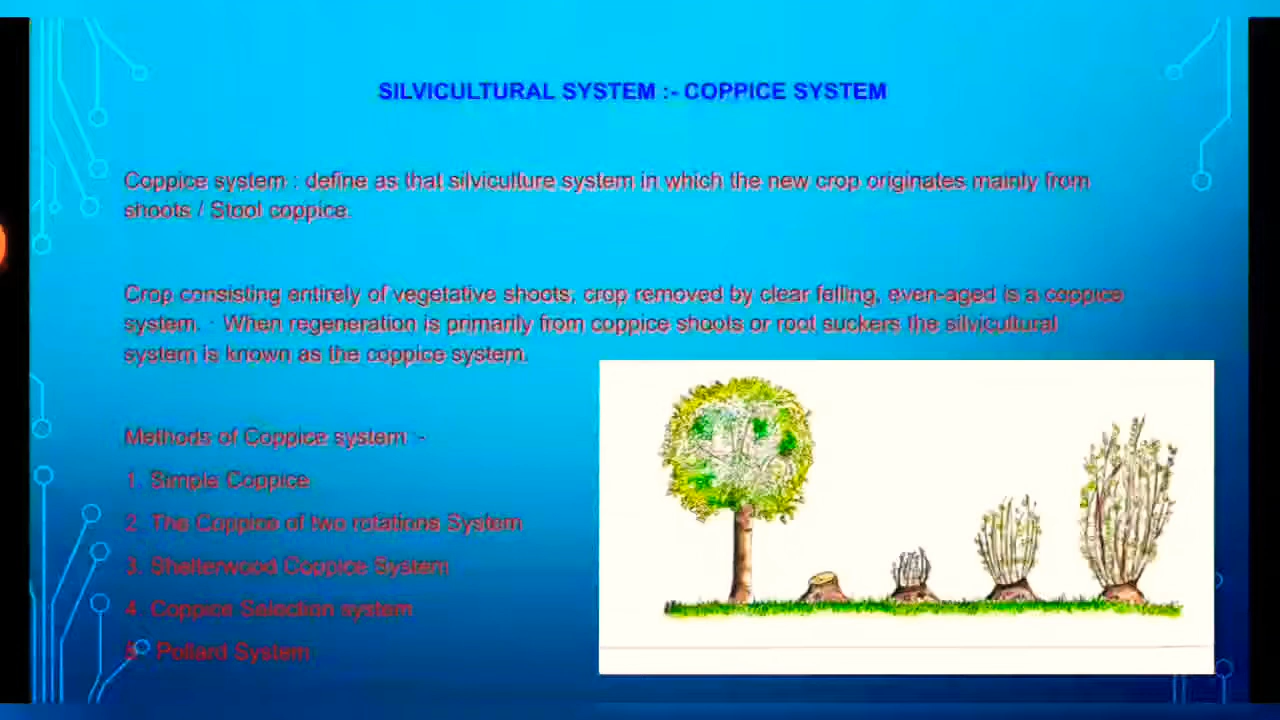 SILVICULTURAL SYSTEM :- COPPICE SYSTEM
Coppice system : define as that silviculture system in which the new crop originates mainly from
shoots / Stool coppice.
Crop consisting entirely of vegetative shoots, crop removed by clear felling, even-aged is a coppice
system. · When regeneration is primarily from coppice shoots or root suckers the silvicultural
system is known as the coppice system.
Methods of Coppice system :-
1. Simple Coppice
2. The Coppice of two rotations System
3. Shelterwood Coppice System
4. Coppice Selection system
5. Pollard System